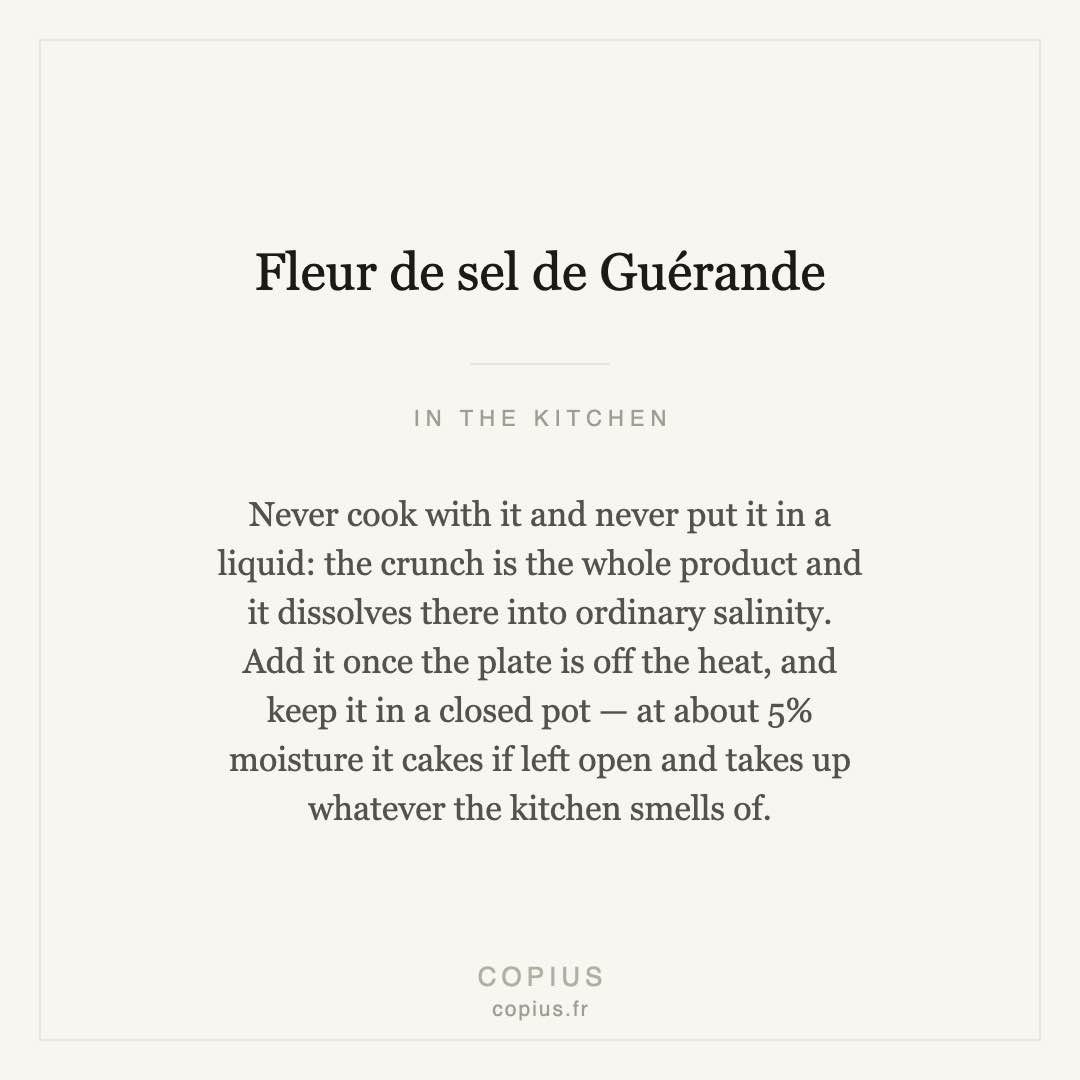 Fleur de sel de Guérande
IN THE KITCHEN
Never cook with it and never put it in a
liquid: the crunch is the whole product and
it dissolves there into ordinary salinity.
Add it once the plate is off the heat, and
keep it in a closed pot — at about 5%
moisture it cakes if left open and takes up
whatever the kitchen smells of.
COPIUS
copius.fr